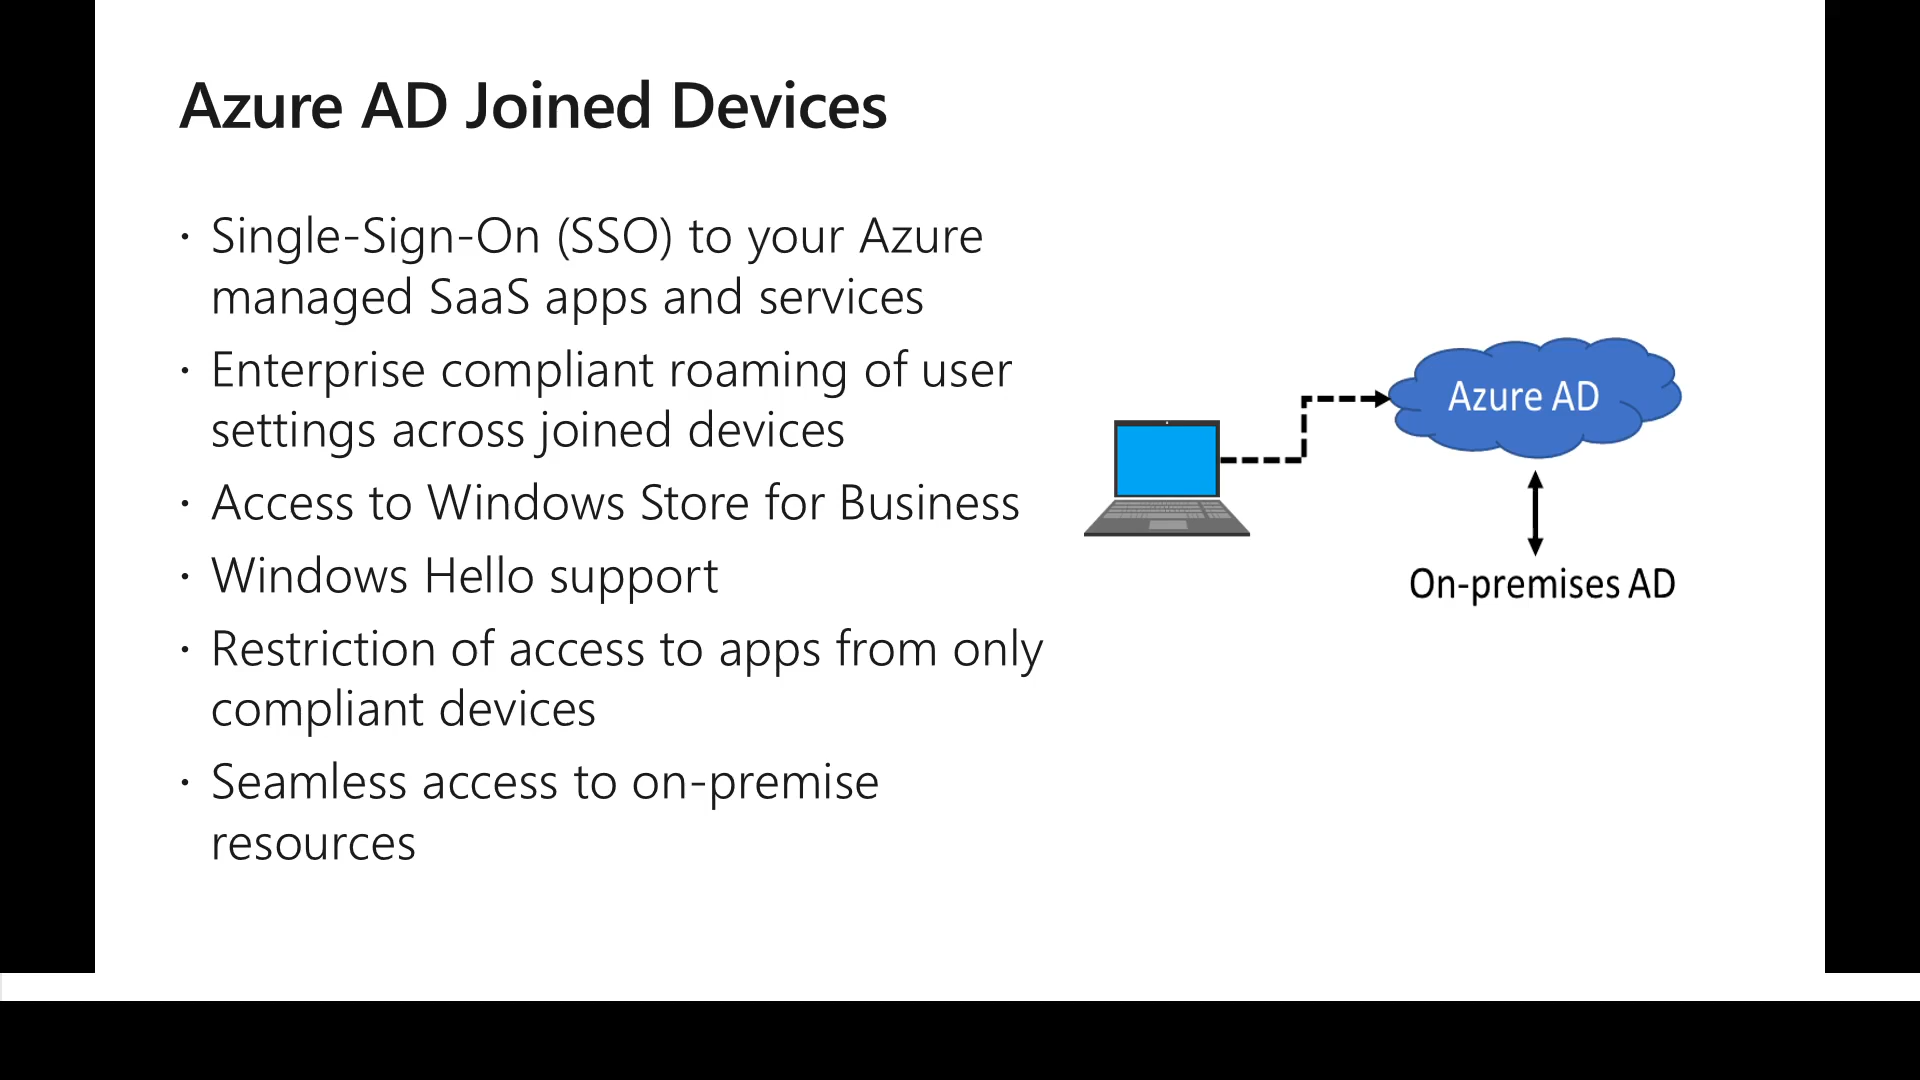 Azure AD Joined Devices
· Single-Sign-On (SSO) to your Azure
managed SaaS apps and services
· Enterprise compliant roaming of user
settings across joined devices
· Access to Windows Store for Business
· Windows Hello support
· Restriction of access to apps from only
compliant devices
· Seamless access to on-premise
resources
Azure AD
On-premises AD